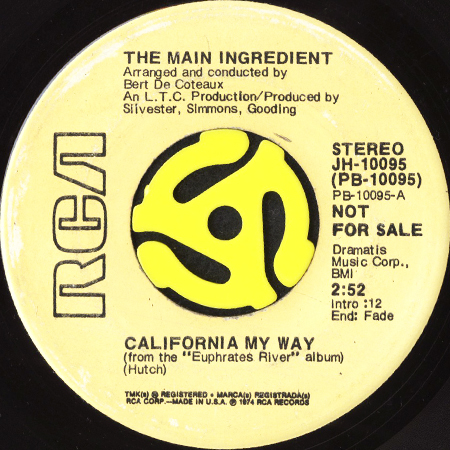 THE MAIN INGREDIENT
Arranged and conducted by
Bert De Coteaux
An L.T.C. Production/Produced by
Silvester, Simmons, Gooding
RCA
STEREO
JH-10095
(PB-10095)
PB-10095-A
NOT
FOR SALE
Dramatis
Music Corp.,
BMI
2:52
Intro :12
End: Fade
CALIFORNIA MY WAY
(from the "Euphrates River" album)
(Hutch)
TMK(s) ® REGISTERED • MARCA(s) REGISTRADA(s)
RCA CORP.—MADE IN U.S.A. ℗ 1974 RCA RECORDS